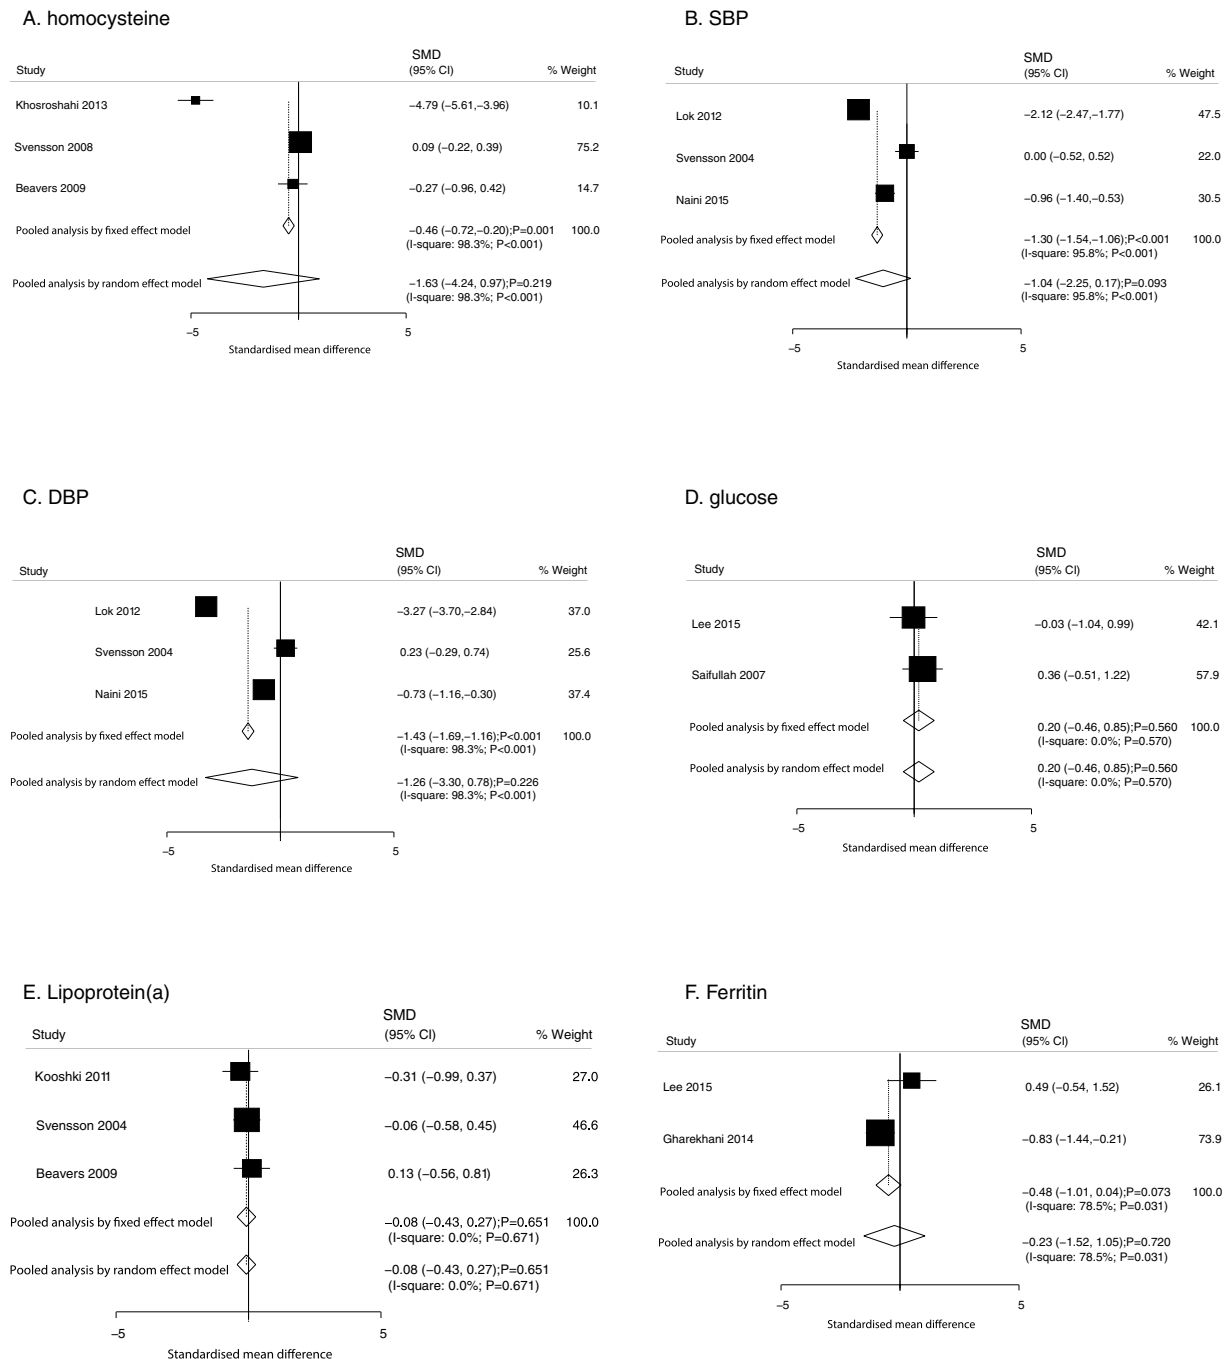 A. homocysteine
SMD
Study (95% CI) % Weight
Khosroshahi 2013 −4.79 (−5.61,−3.96) 10.1
Svensson 2008 0.09 (−0.22, 0.39) 75.2
Beavers 2009 −0.27 (−0.96, 0.42) 14.7
Pooled analysis by fixed effect model −0.46 (−0.72,−0.20);P=0.001 100.0
(I-square: 98.3%; P<0.001)
Pooled analysis by random effect model −1.63 (−4.24, 0.97);P=0.219
(I-square: 98.3%; P<0.001)
−5 5
Standardised mean difference
B. SBP
SMD
Study (95% CI) % Weight
Lok 2012 −2.12 (−2.47,−1.77) 47.5
Svensson 2004 0.00 (−0.52, 0.52) 22.0
Naini 2015 −0.96 (−1.40,−0.53) 30.5
Pooled analysis by fixed effect model −1.30 (−1.54,−1.06);P<0.001 100.0
(I-square: 95.8%; P<0.001)
Pooled analysis by random effect model −1.04 (−2.25, 0.17);P=0.093
(I-square: 95.8%; P<0.001)
−5 5
Standardised mean difference
C. DBP
SMD
Study (95% CI) % Weight
Lok 2012 −3.27 (−3.70,−2.84) 37.0
Svensson 2004 0.23 (−0.29, 0.74) 25.6
Naini 2015 −0.73 (−1.16,−0.30) 37.4
Pooled analysis by fixed effect model −1.43 (−1.69,−1.16);P<0.001 100.0
(I-square: 98.3%; P<0.001)
Pooled analysis by random effect model −1.26 (−3.30, 0.78);P=0.226
(I-square: 98.3%; P<0.001)
−5 5
Standardised mean difference
D. glucose
SMD
Study (95% CI) % Weight
Lee 2015 −0.03 (−1.04, 0.99) 42.1
Saifullah 2007 0.36 (−0.51, 1.22) 57.9
Pooled analysis by fixed effect model 0.20 (−0.46, 0.85);P=0.560 100.0
(I-square: 0.0%; P=0.570)
Pooled analysis by random effect model 0.20 (−0.46, 0.85);P=0.560
(I-square: 0.0%; P=0.570)
−5 5
Standardised mean difference
E. Lipoprotein(a)
SMD
Study (95% CI) % Weight
Kooshki 2011 −0.31 (−0.99, 0.37) 27.0
Svensson 2004 −0.06 (−0.58, 0.45) 46.6
Beavers 2009 0.13 (−0.56, 0.81) 26.3
Pooled analysis by fixed effect model −0.08 (−0.43, 0.27);P=0.651 100.0
(I-square: 0.0%; P=0.671)
Pooled analysis by random effect model −0.08 (−0.43, 0.27);P=0.651
(I-square: 0.0%; P=0.671)
−5 5
Standardised mean difference
F. Ferritin
SMD
Study (95% CI) % Weight
Lee 2015 0.49 (−0.54, 1.52) 26.1
Gharekhani 2014 −0.83 (−1.44,−0.21) 73.9
Pooled analysis by fixed effect model −0.48 (−1.01, 0.04);P=0.073 100.0
(I-square: 78.5%; P=0.031)
Pooled analysis by random effect model −0.23 (−1.52, 1.05);P=0.720
(I-square: 78.5%; P=0.031)
−5 5
Standardised mean difference